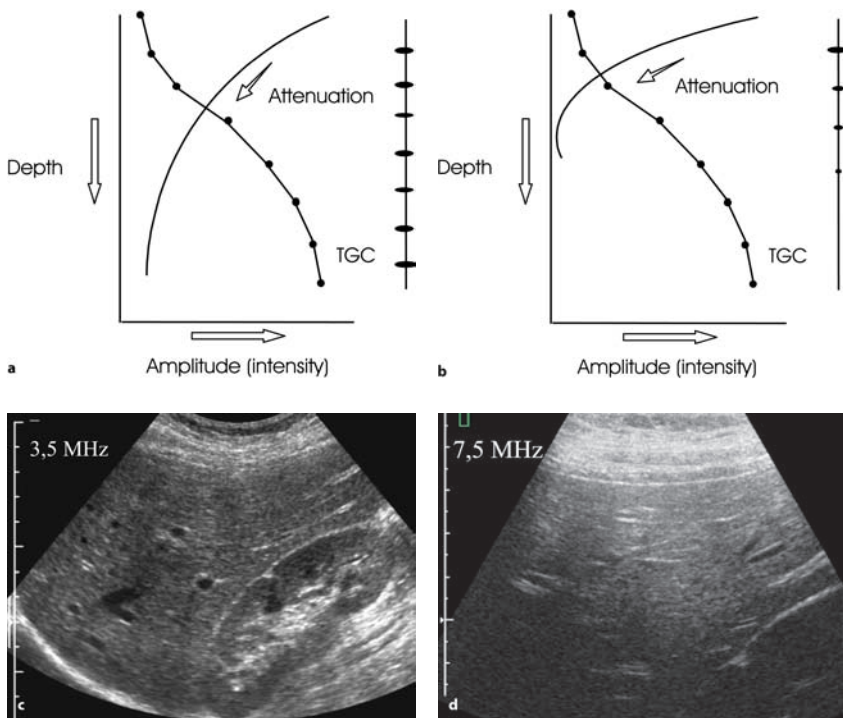 Attenuation
Depth
TGC
a
Amplitude (intensity)
Attenuation
Depth
TGC
b
Amplitude (intensity)
3,5 MHz
c
7,5 MHz
d